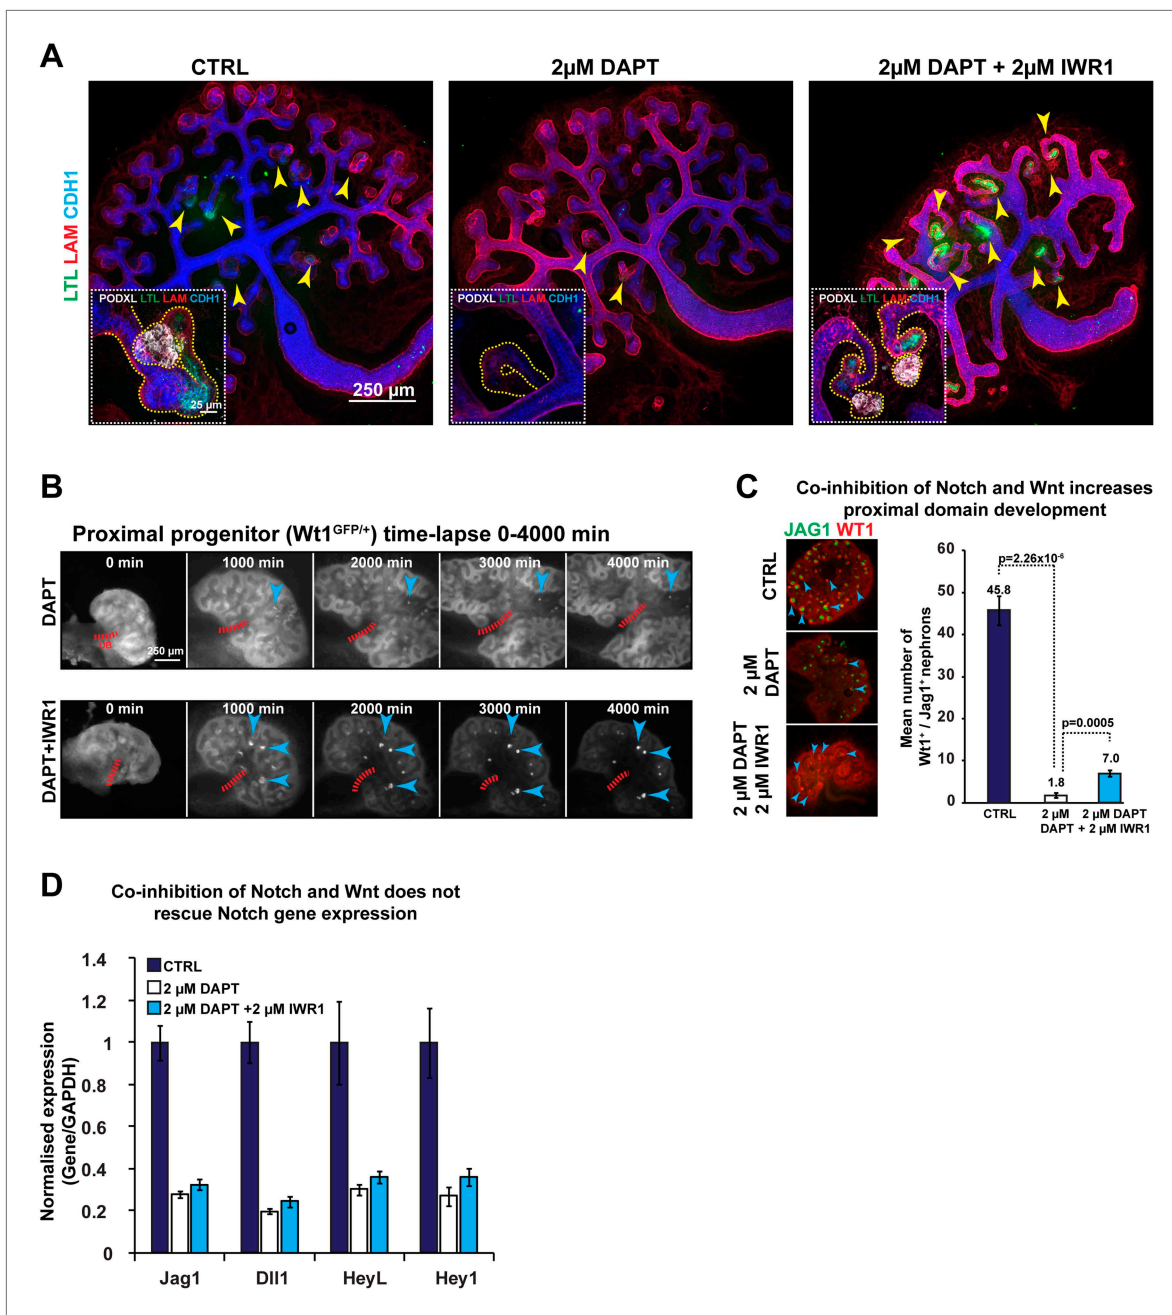 A
CTRL
2µM DAPT
2µM DAPT + 2µM IWR1
LTL LAM CDH1
PODXL LTL LAM CDH1
25 µm
250 µm
PODXL LTL LAM CDH1
PODXL LTL LAM CDH1
B
Proximal progenitor (Wt1GFP/+) time-lapse 0-4000 min
DAPT
0 min
1000 min
2000 min
3000 min
4000 min
UB
250 µm
DAPT+IWR1
0 min
1000 min
2000 min
3000 min
4000 min
C
Co-inhibition of Notch and Wnt increases
proximal domain development
JAG1 WT1
CTRL
2 µM
DAPT
2 µM DAPT
2 µM IWR1
Mean number of
Wt1+ / Jag1+ nephrons
60
50
40
30
20
10
0
p=2.26x10-6
45.8
p=0.0005
1.8
7.0
CTRL
2 µM
DAPT
2 µM DAPT
+ 2 µM IWR1
D
Co-inhibition of Notch and Wnt does not
rescue Notch gene expression
Normalised expression
(Gene/GAPDH)
1.4
1.2
1
0.8
0.6
0.4
0.2
0
CTRL
2 µM DAPT
2 µM DAPT +2 µM IWR1
Jag1
Dll1
HeyL
Hey1